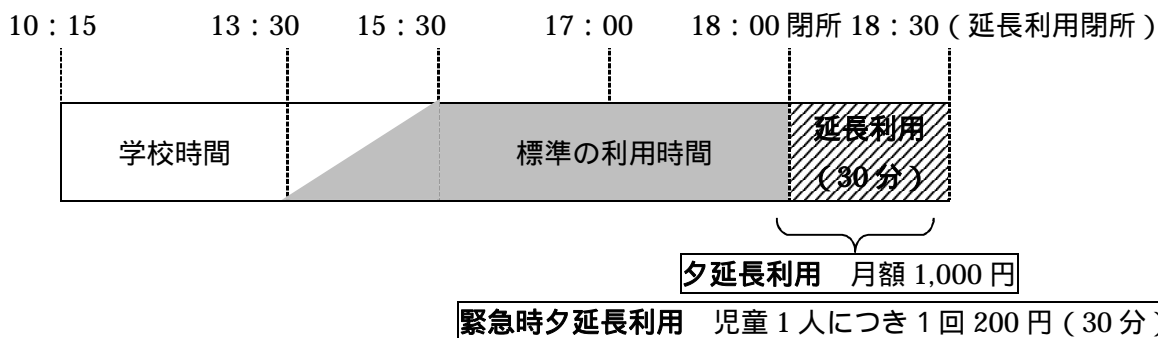 10：15 13：30 15：30 17：00 18：00 閉所 18：30（延長利用閉所）
学校時間 標準の利用時間 延長利用
（30 分）
夕延長利用　月額 1,000 円
緊急時夕延長利用　児童 1 人につき 1 回 200 円（30 分）